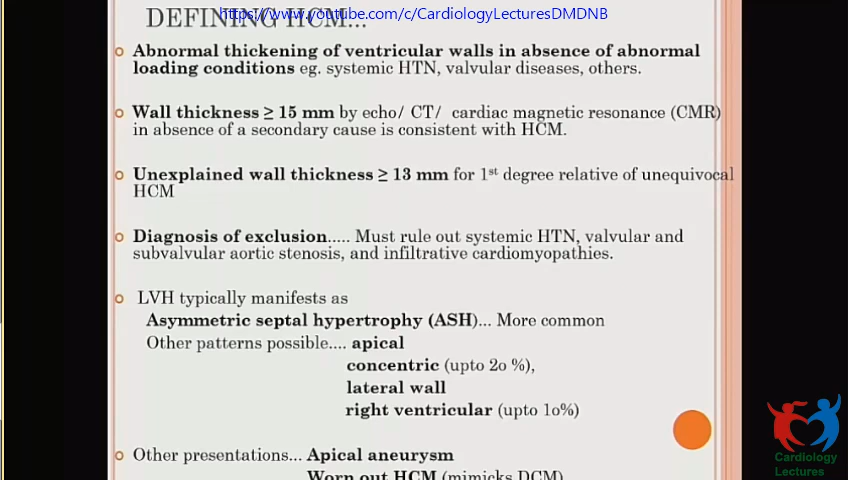 DEFINING HCM...
https://www.youtube.com/c/CardiologyLecturesDMDNB
Abnormal thickening of ventricular walls in absence of abnormal
loading conditions eg. systemic HTN, valvular diseases, others.
Wall thickness ≥ 15 mm by echo/ CT/ cardiac magnetic resonance (CMR)
in absence of a secondary cause is consistent with HCM.
Unexplained wall thickness ≥ 13 mm for 1st degree relative of unequivocal
HCM
Diagnosis of exclusion..... Must rule out systemic HTN, valvular and
subvalvular aortic stenosis, and infiltrative cardiomyopathies.
LVH typically manifests as
Asymmetric septal hypertrophy (ASH)... More common
Other patterns possible.... apical
concentric (upto 2o %),
lateral wall
right ventricular (upto 1o%)
Other presentations... Apical aneurysm
Worn out HCM (mimicks DCM)
Cardiology
Lectures